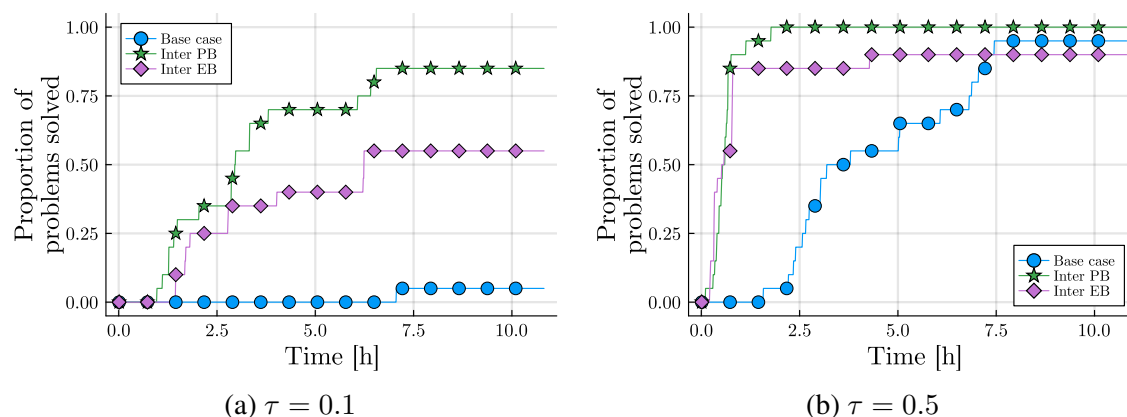 Proportion of
problems solved
1.00
0.75
0.50
0.25
0.00
Base case
Inter PB
Inter EB
0.0
2.5
5.0
7.5
10.0
Time [h]
(a) τ = 0.1
Proportion of
problems solved
1.00
0.75
0.50
0.25
0.00
Base case
Inter PB
Inter EB
0.0
2.5
5.0
7.5
10.0
Time [h]
(b) τ = 0.5